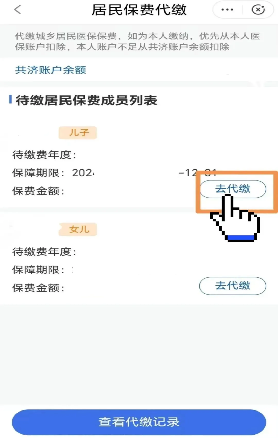 居民保费代缴
代缴城乡居民医保保费，如为本人缴纳，优先从本人医
保账户扣除，本人账户不足从共济账户余额扣除
共济账户余额
待缴居民保费成员列表
儿子
待缴费年度：
保障期限：202 -12-01
保费金额：
去代缴
女儿
待缴费年度：
保障期限：
保费金额：
去代缴
查看代缴记录